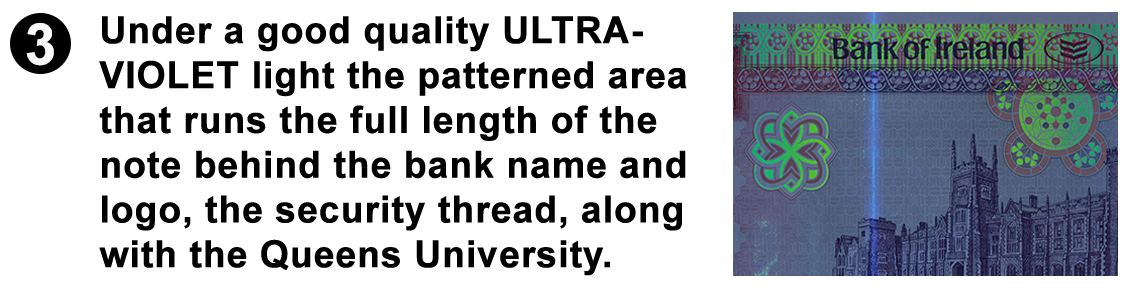 3
Under a good quality ULTRA-
VIOLET light the patterned area
that runs the full length of the
note behind the bank name and
logo, the security thread, along
with the Queens University.
Bank of Ireland